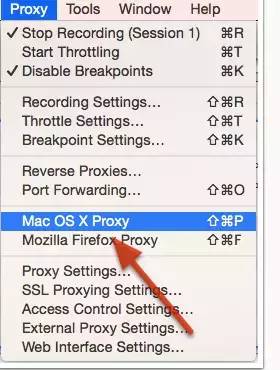 Proxy Tools Window Help
✓ Stop Recording (Session 1) ⌘R
Start Throttling ⌘T
✓ Disable Breakpoints ⌘K
Recording Settings... ⇧⌘R
Throttle Settings... ⇧⌘T
Breakpoint Settings... ⇧⌘K
Reverse Proxies...
Port Forwarding... ⇧⌘O
Mac OS X Proxy ⇧⌘P
Mozilla Firefox Proxy ⇧⌘F
Proxy Settings...
SSL Proxying Settings...
Access Control Settings...
External Proxy Settings...
Web Interface Settings...